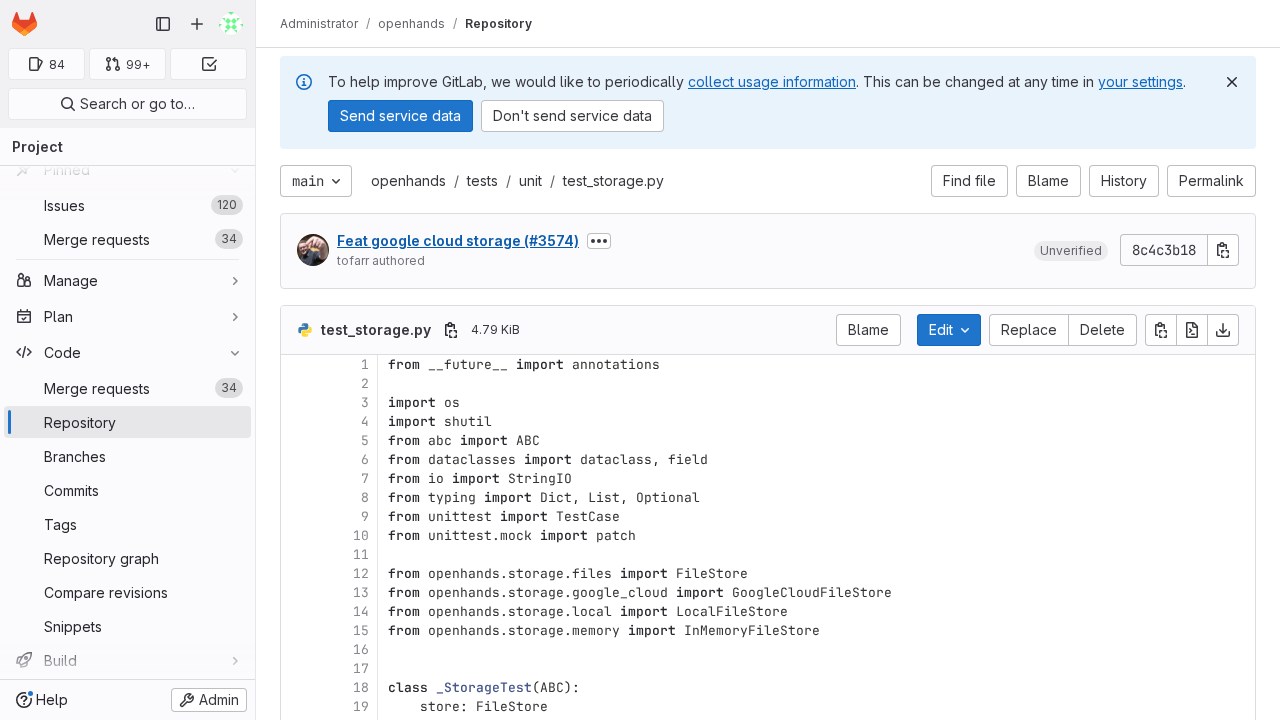 Administrator / openhands / Repository
84
99+
Search or go to…
Project
Pinned
Issues 120
Merge requests 34
Manage
Plan
Code
Merge requests 34
Repository
Branches
Commits
Tags
Repository graph
Compare revisions
Snippets
Build
Help
Admin
To help improve GitLab, we would like to periodically collect usage information. This can be changed at any time in your settings.
Send service data
Don't send service data
main
openhands / tests / unit / test_storage.py
Find file
Blame
History
Permalink
Feat google cloud storage (#3574)
tofarr authored
Unverified
8c4c3b18
test_storage.py
4.79 KiB
Blame
Edit
Replace
Delete
1 from __future__ import annotations
2
3 import os
4 import shutil
5 from abc import ABC
6 from dataclasses import dataclass, field
7 from io import StringIO
8 from typing import Dict, List, Optional
9 from unittest import TestCase
10 from unittest.mock import patch
11
12 from openhands.storage.files import FileStore
13 from openhands.storage.google_cloud import GoogleCloudFileStore
14 from openhands.storage.local import LocalFileStore
15 from openhands.storage.memory import InMemoryFileStore
16
17
18 class _StorageTest(ABC):
19 store: FileStore